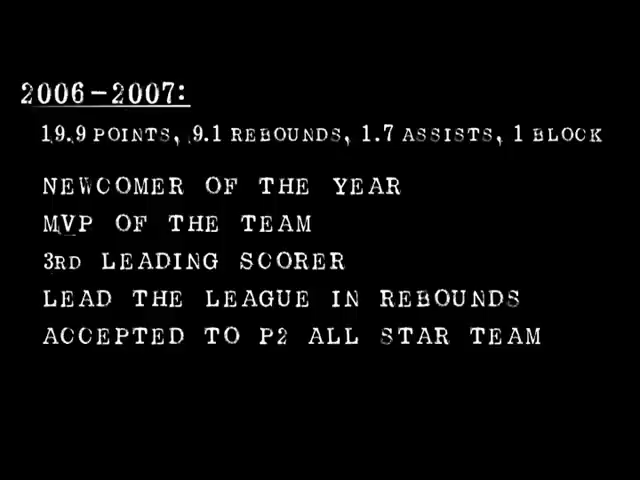 2006-2007:
19.9 POINTS, 9.1 REBOUNDS, 1.7 ASSISTS, 1 BLOCK
NEWCOMER OF THE YEAR
MVP OF THE TEAM
3RD LEADING SCORER
LEAD THE LEAGUE IN REBOUNDS
ACCEPTED TO P2 ALL STAR TEAM